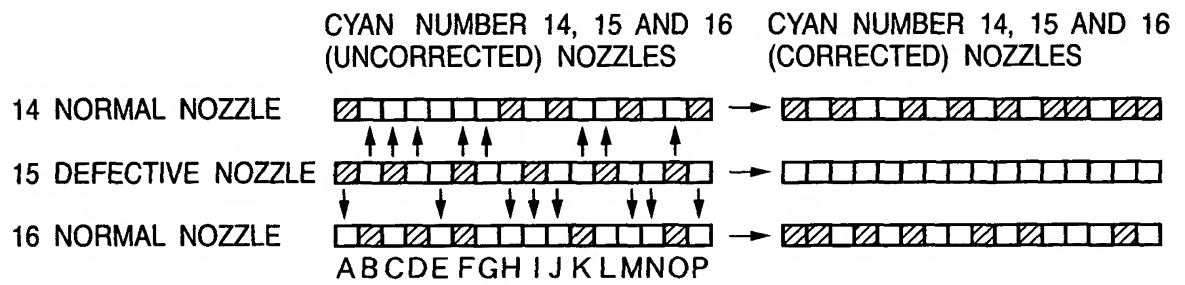 CYAN NUMBER 14, 15 AND 16
(UNCORRECTED) NOZZLES
CYAN NUMBER 14, 15 AND 16
(CORRECTED) NOZZLES
14 NORMAL NOZZLE
15 DEFECTIVE NOZZLE
16 NORMAL NOZZLE
A B C D E F G H I J K L M N O P